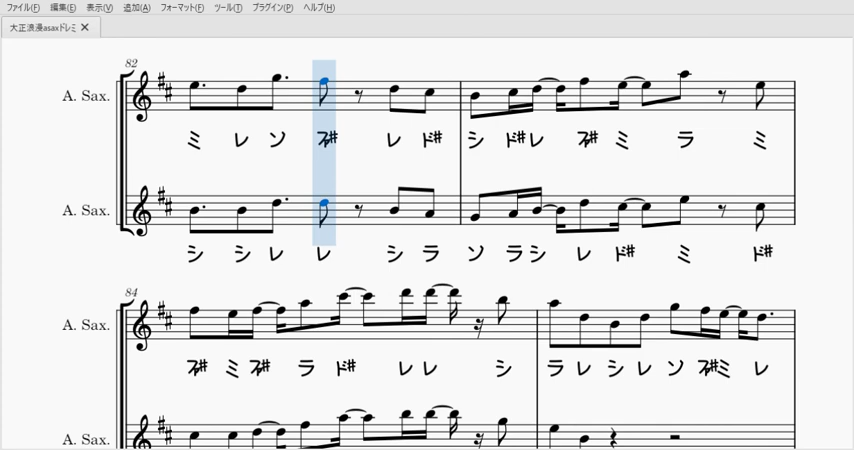 ファイル(F) 編集(E) 表示(V) 追加(A) フォーマット(F) ツール(T) プラグイン(P) ヘルプ(H)
大正浪漫asaxドレミ ✕
82
A. Sax.
ミ レ ソ ファ# レ ド# シ ド# レ ファ# ミ ラ ミ
A. Sax.
シ シ レ レ シ ラ ソ ラ シ レ ド# ミ ド#
84
A. Sax.
ファ# ミ ファ# ラ ド# レ レ シ ラ レ シ レ ソ ファ# ミ レ
A. Sax.